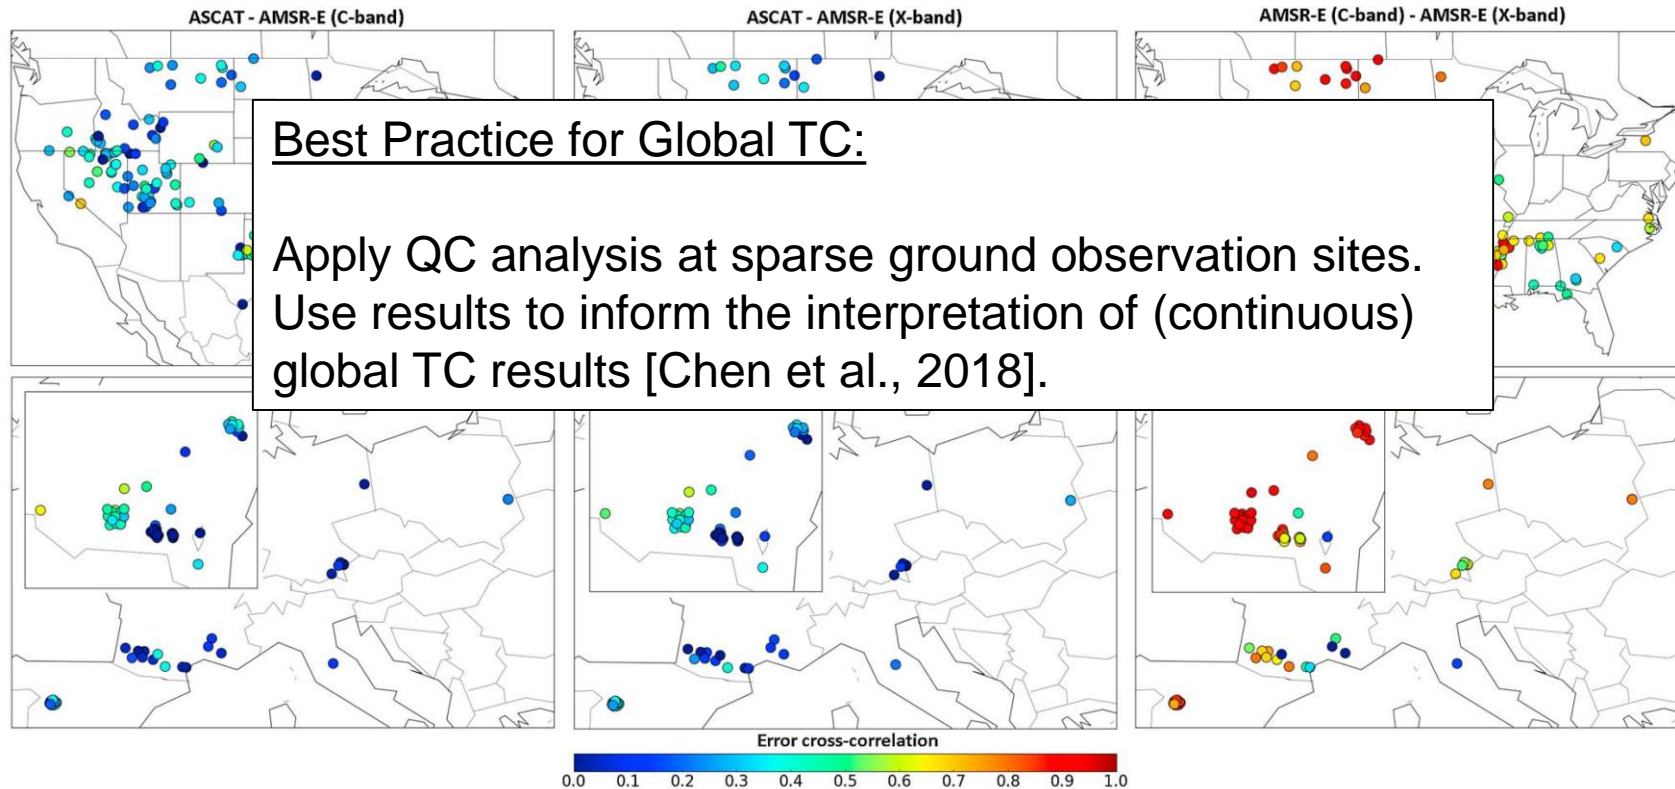 ASCAT - AMSR-E (C-band)
ASCAT - AMSR-E (X-band)
AMSR-E (C-band) - AMSR-E (X-band)
Best Practice for Global TC:
Apply QC analysis at sparse ground observation sites.
Use results to inform the interpretation of (continuous)
global TC results [Chen et al., 2018].
Error cross-correlation
0.0 0.1 0.2 0.3 0.4 0.5 0.6 0.7 0.8 0.9 1.0